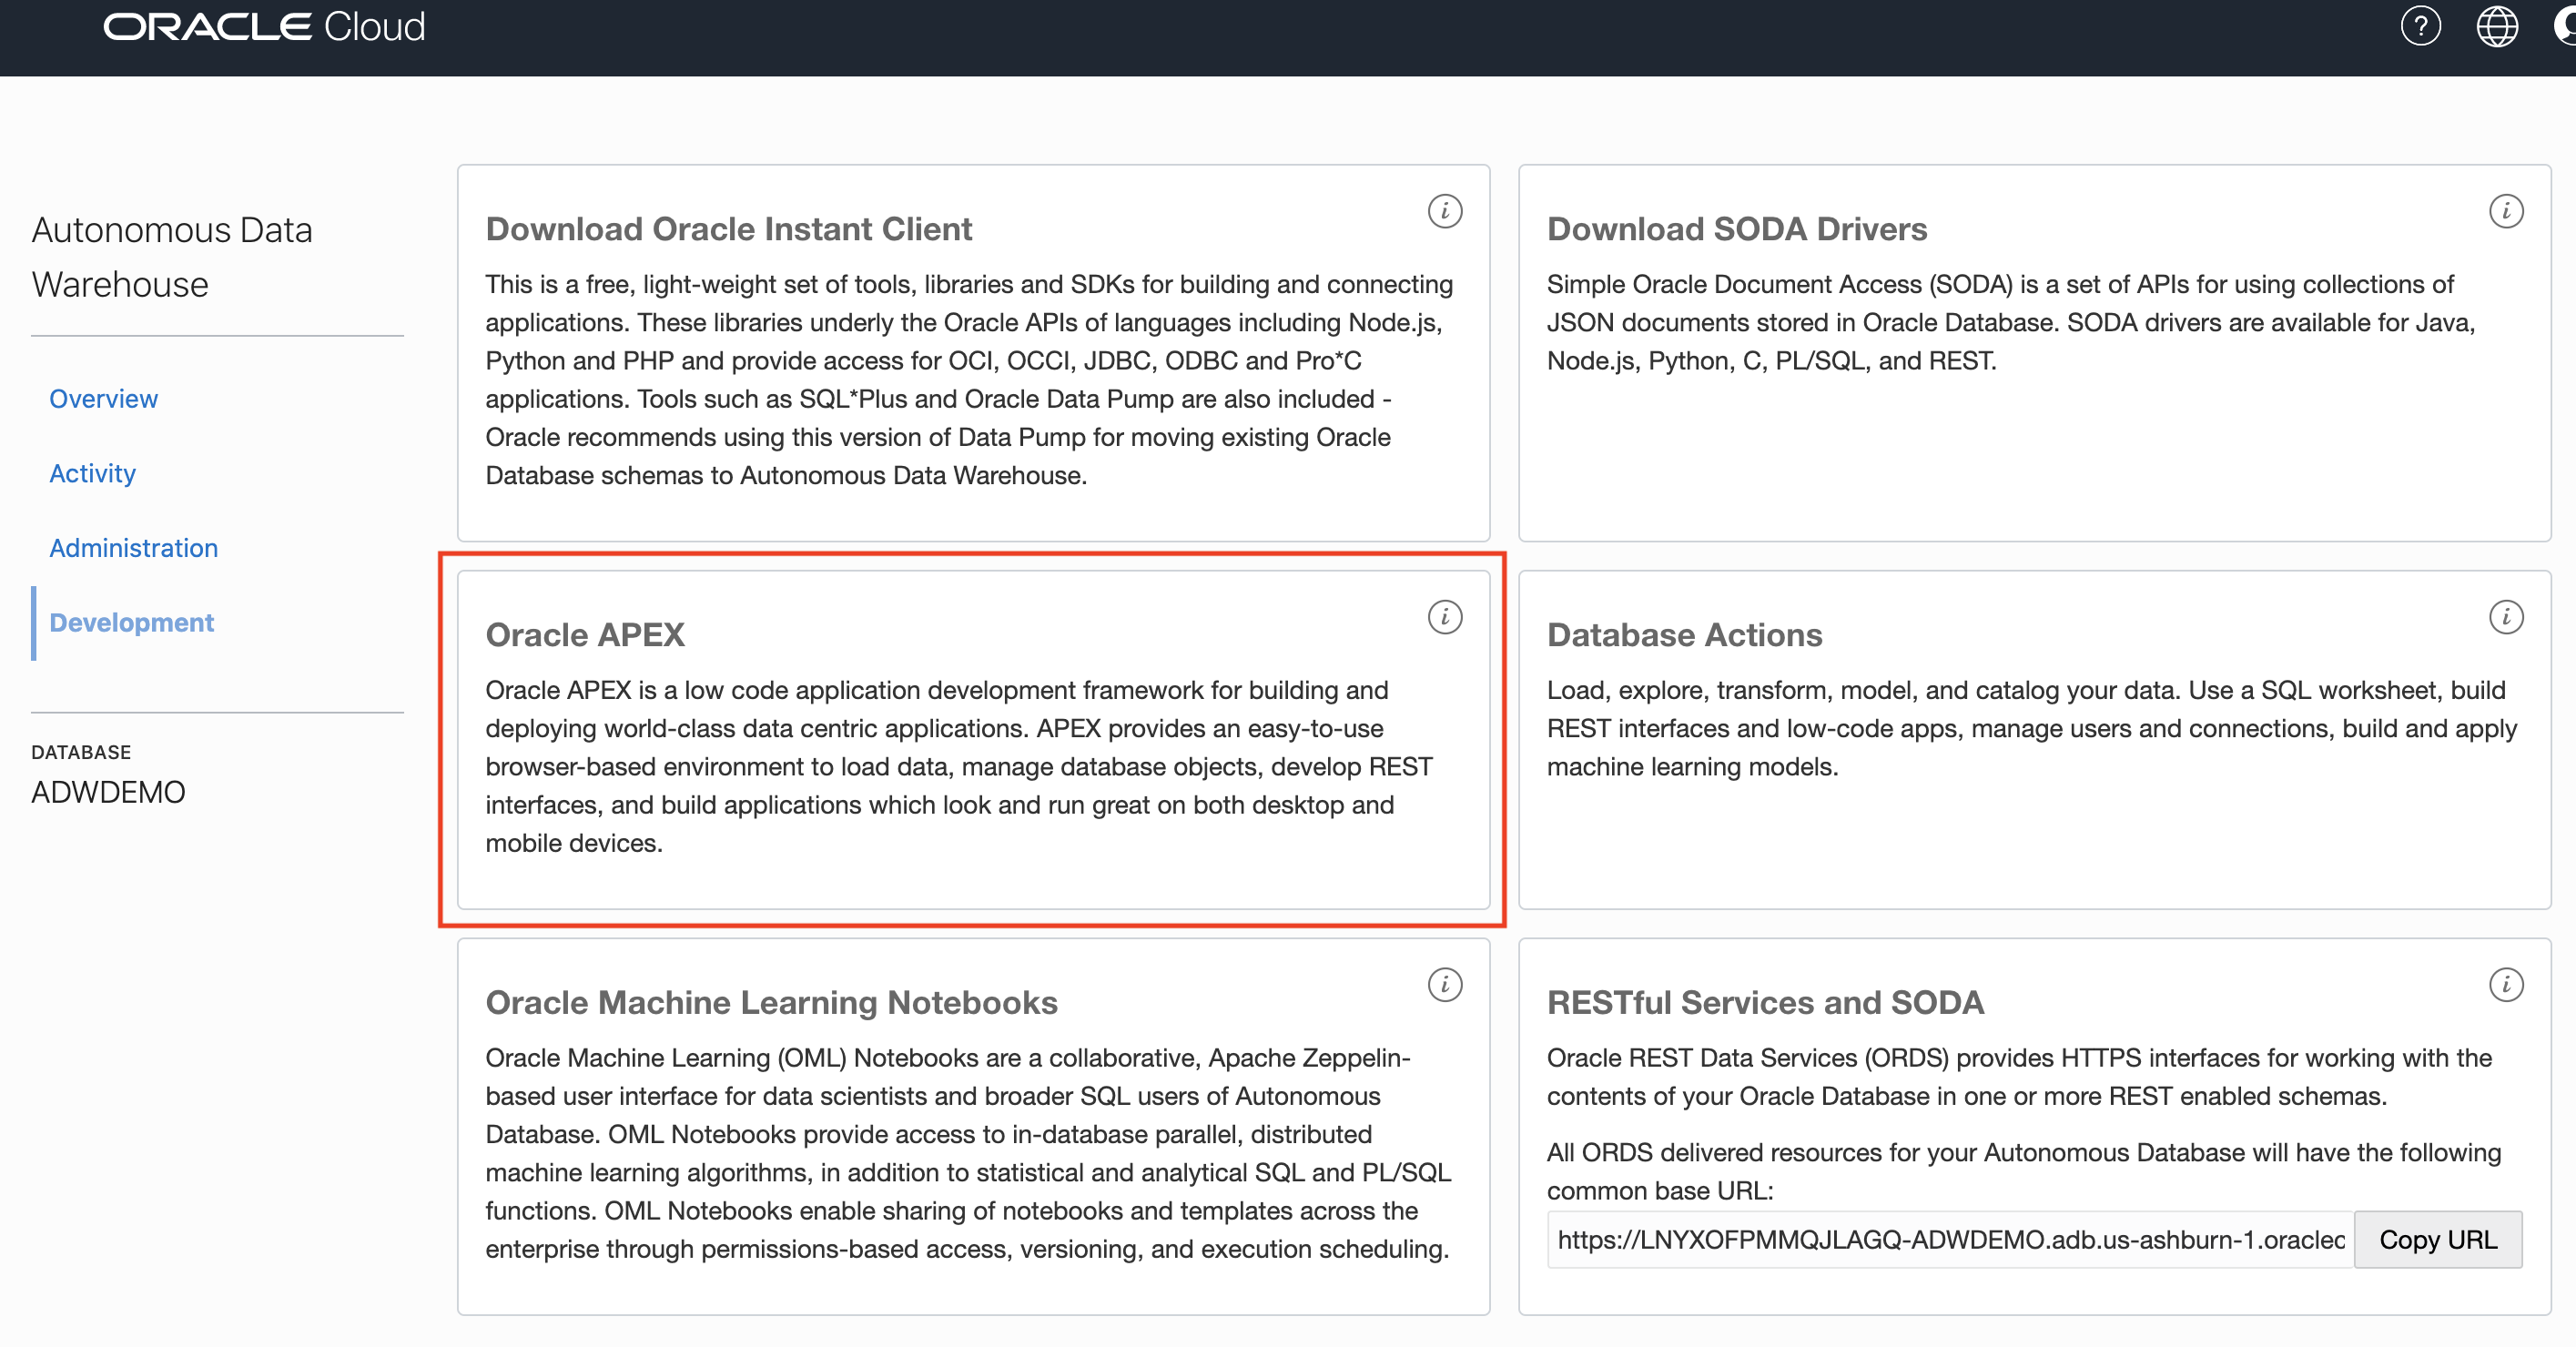 ORACLE Cloud
?
Autonomous Data
Warehouse
Overview
Activity
Administration
Development
DATABASE
ADWDEMO
Download Oracle Instant Client
i
This is a free, light-weight set of tools, libraries and SDKs for building and connecting
applications. These libraries underly the Oracle APIs of languages including Node.js,
Python and PHP and provide access for OCI, OCCI, JDBC, ODBC and Pro*C
applications. Tools such as SQL*Plus and Oracle Data Pump are also included -
Oracle recommends using this version of Data Pump for moving existing Oracle
Database schemas to Autonomous Data Warehouse.
Download SODA Drivers
i
Simple Oracle Document Access (SODA) is a set of APIs for using collections of
JSON documents stored in Oracle Database. SODA drivers are available for Java,
Node.js, Python, C, PL/SQL, and REST.
Oracle APEX
i
Oracle APEX is a low code application development framework for building and
deploying world-class data centric applications. APEX provides an easy-to-use
browser-based environment to load data, manage database objects, develop REST
interfaces, and build applications which look and run great on both desktop and
mobile devices.
Database Actions
i
Load, explore, transform, model, and catalog your data. Use a SQL worksheet, build
REST interfaces and low-code apps, manage users and connections, build and apply
machine learning models.
Oracle Machine Learning Notebooks
i
Oracle Machine Learning (OML) Notebooks are a collaborative, Apache Zeppelin-
based user interface for data scientists and broader SQL users of Autonomous
Database. OML Notebooks provide access to in-database parallel, distributed
machine learning algorithms, in addition to statistical and analytical SQL and PL/SQL
functions. OML Notebooks enable sharing of notebooks and templates across the
enterprise through permissions-based access, versioning, and execution scheduling.
RESTful Services and SODA
i
Oracle REST Data Services (ORDS) provides HTTPS interfaces for working with the
contents of your Oracle Database in one or more REST enabled schemas.
All ORDS delivered resources for your Autonomous Database will have the following
common base URL:
https://LNYXOFPMMQJLAGQ-ADWDEMO.adb.us-ashburn-1.oraclec
Copy URL